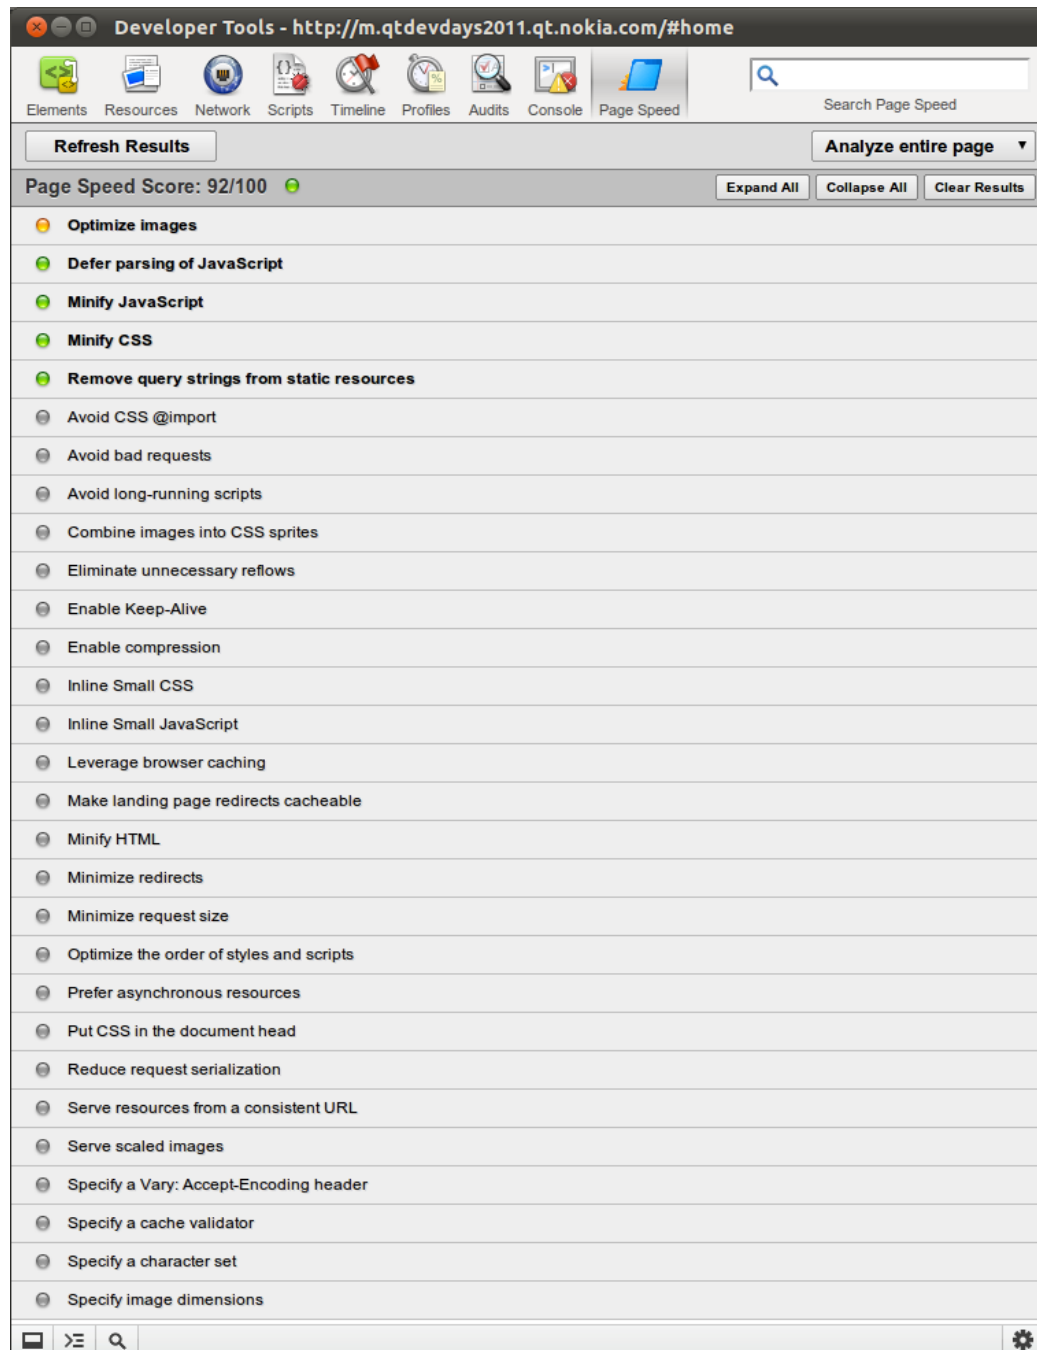 Developer Tools - http://m.qtdevdays2011.qt.nokia.com/#home
Elements Resources Network Scripts Timeline Profiles Audits Console Page Speed Search Page Speed
Refresh Results Analyze entire page
Page Speed Score: 92/100 Expand All Collapse All Clear Results
Optimize images
Defer parsing of JavaScript
Minify JavaScript
Minify CSS
Remove query strings from static resources
Avoid CSS @import
Avoid bad requests
Avoid long-running scripts
Combine images into CSS sprites
Eliminate unnecessary reflows
Enable Keep-Alive
Enable compression
Inline Small CSS
Inline Small JavaScript
Leverage browser caching
Make landing page redirects cacheable
Minify HTML
Minimize redirects
Minimize request size
Optimize the order of styles and scripts
Prefer asynchronous resources
Put CSS in the document head
Reduce request serialization
Serve resources from a consistent URL
Serve scaled images
Specify a Vary: Accept-Encoding header
Specify a cache validator
Specify a character set
Specify image dimensions